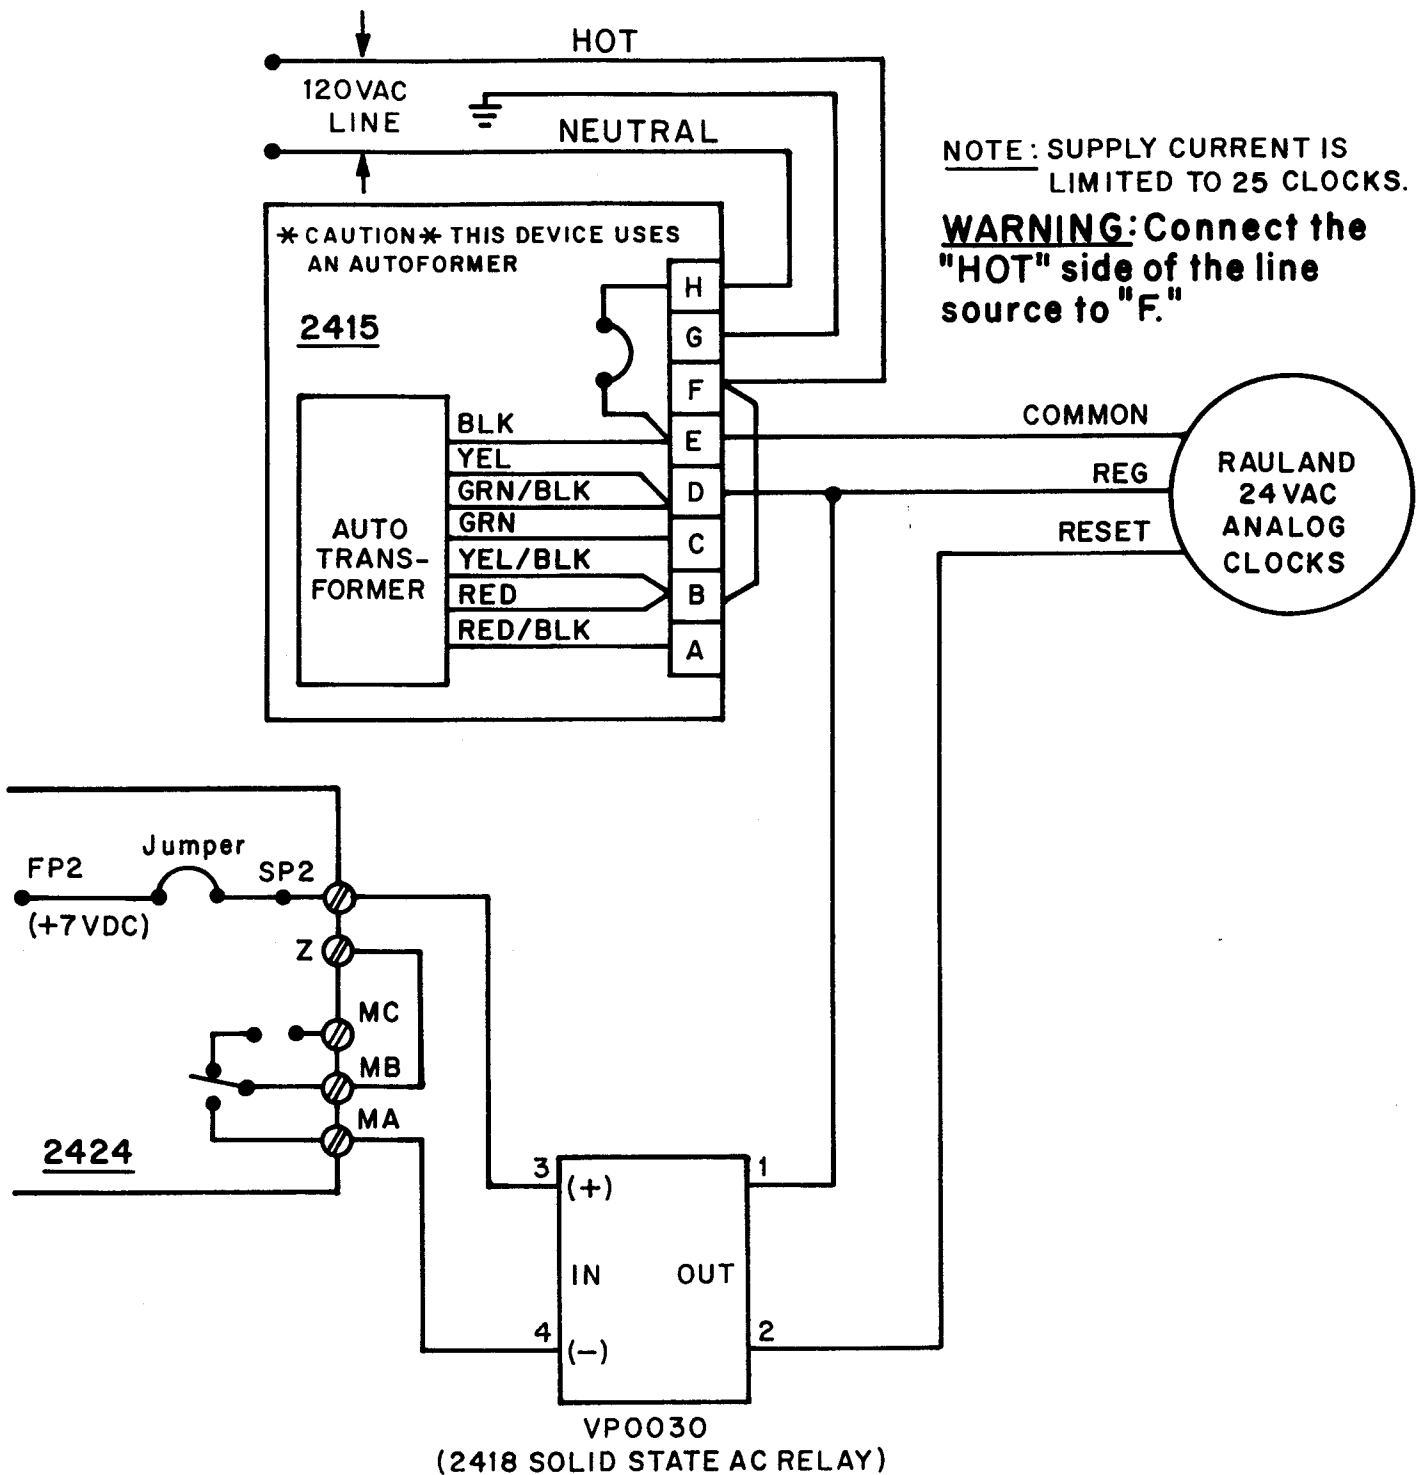 HOT
120VAC
LINE
NEUTRAL
NOTE: SUPPLY CURRENT IS
LIMITED TO 25 CLOCKS.
WARNING: Connect the
"HOT" side of the line
source to "F."
*CAUTION* THIS DEVICE USES
AN AUTOFORMER
2415
H
G
F
E
D
C
B
A
BLK
YEL
GRN/BLK
GRN
YEL/BLK
RED
RED/BLK
AUTO
TRANS-
FORMER
COMMON
REG
RESET
RAULAND
24 VAC
ANALOG
CLOCKS
Jumper
FP2
SP2
(+7VDC)
Z
MC
MB
MA
2424
3
(+)
1
IN
OUT
4
(-)
2
VP0030
(2418 SOLID STATE AC RELAY)